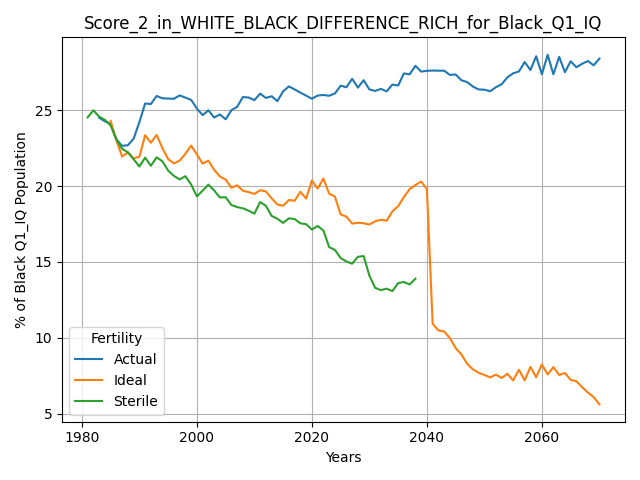 Score_2_in_WHITE_BLACK_DIFFERENCE_RICH_for_Black_Q1_IQ
% of Black Q1_IQ Population
25
20
15
10
5
Fertility
Actual
Ideal
Sterile
1980 2000 2020 2040 2060
Years